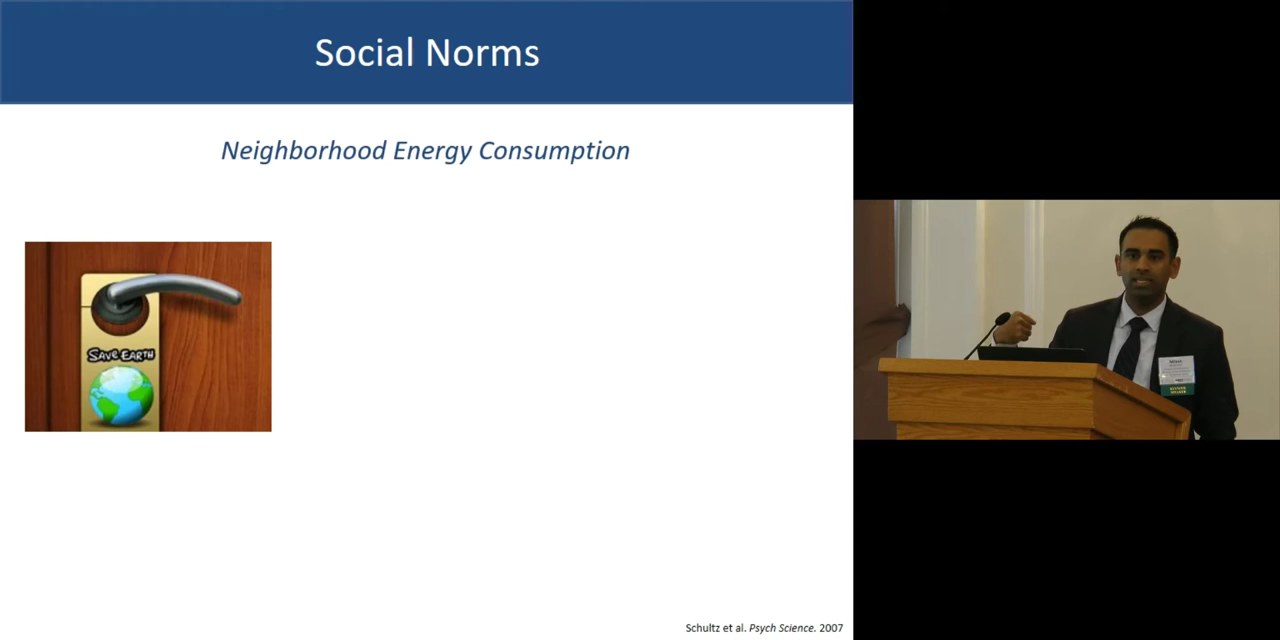 Social Norms
Neighborhood Energy Consumption
SAVE EARTH
Schultz et al. Psych Science. 2007